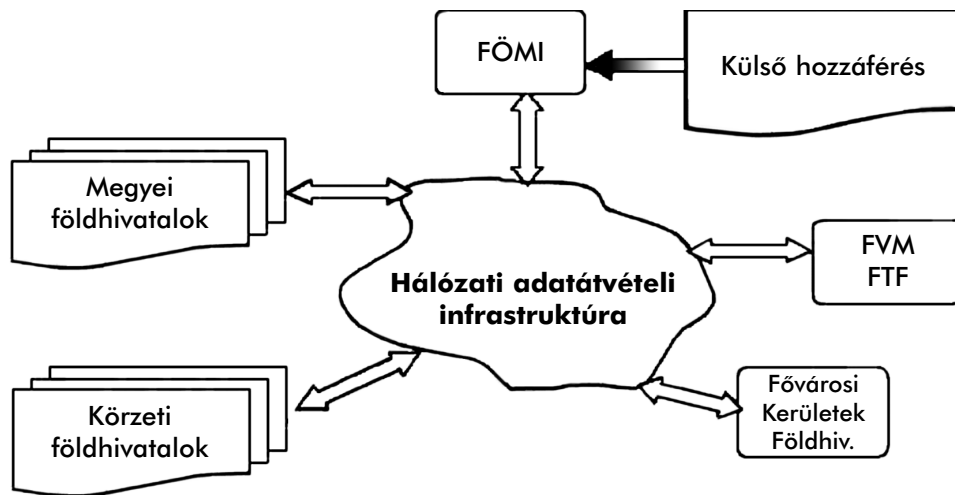 FÖMI
Külső hozzáférés
Megyei
földhivatalok
FVM
FTF
Hálózati adatátvételi
infrastruktúra
Körzeti
földhivatalok
Fővárosi
Kerületek
Földhiv.